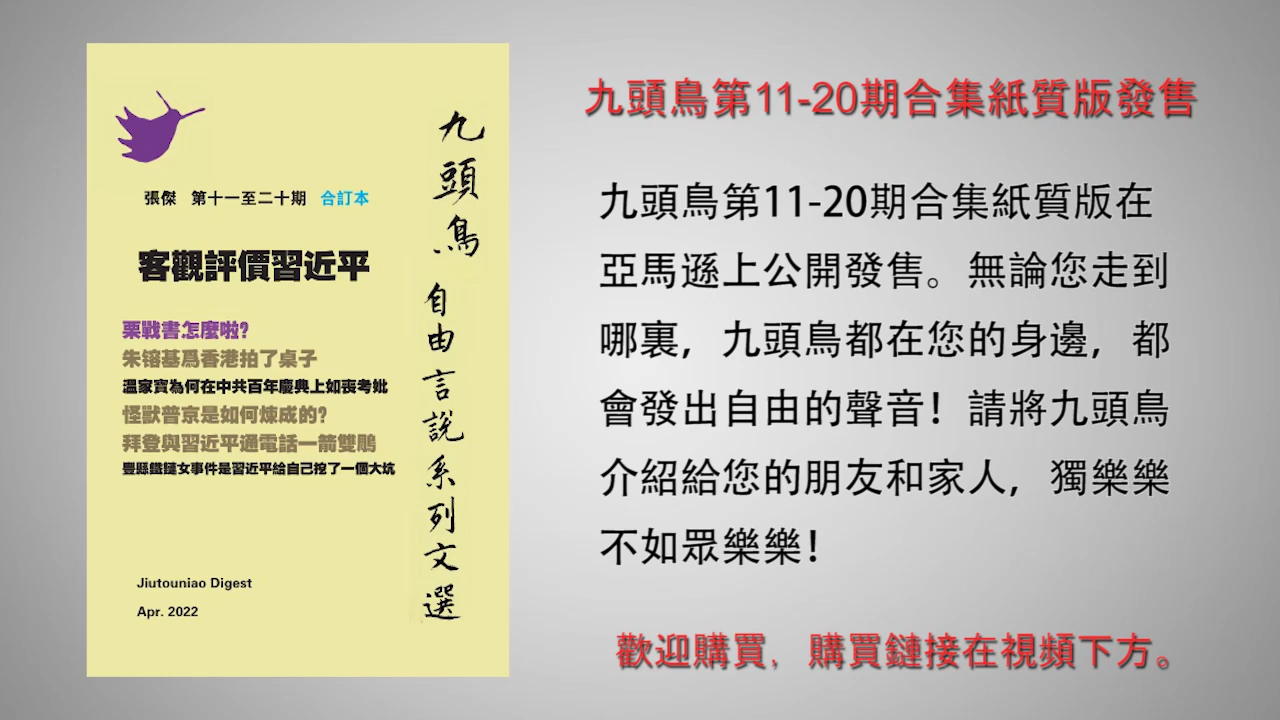 張傑 第十一至二十期 合訂本
客觀評價習近平
栗戰書怎麼啦?
朱镕基爲香港拍了桌子
溫家寶為何在中共百年慶典上如喪考妣
怪獸普京是如何煉成的?
拜登與習近平通電話一箭雙鵰
豐縣鐵鏈女事件是習近平給自己挖了一個大坑
Jiutouniao Digest
Apr. 2022
九頭鳥 自由言說系列文選
九頭鳥第11-20期合集紙質版發售
九頭鳥第11-20期合集紙質版在
亞馬遜上公開發售。無論您走到
哪裏，九頭鳥都在您的身邊，都
會發出自由的聲音！請將九頭鳥
介紹給您的朋友和家人，獨樂樂
不如眾樂樂！
歡迎購買，購買鏈接在視頻下方。